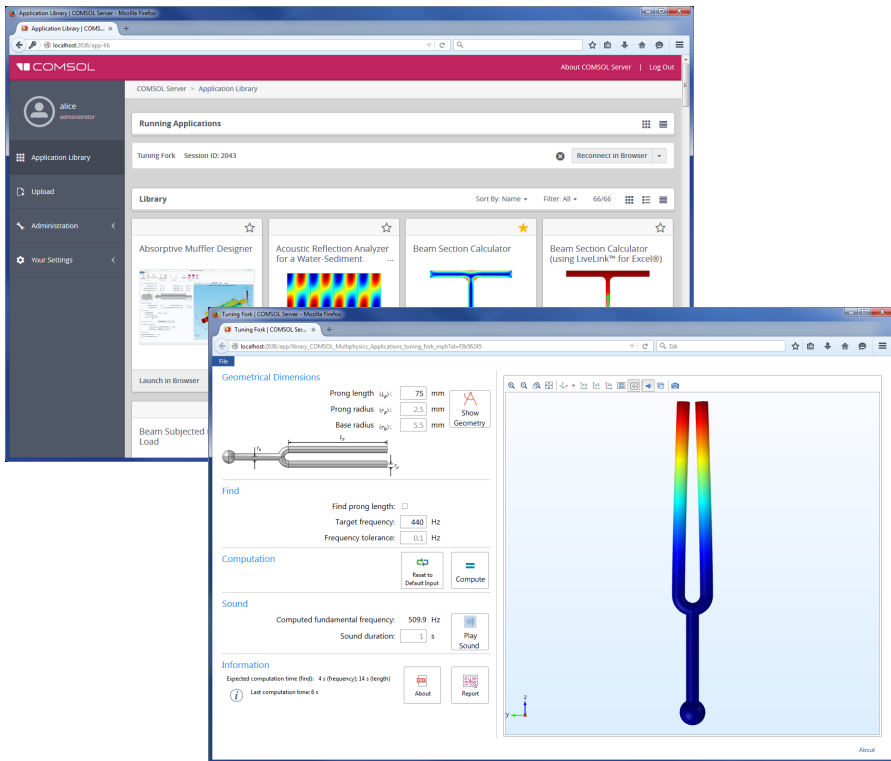 Application Library | COMSOL Server - Mozilla Firefox
Application Library | COMS... × +
localhost:2036/app-lib
COMSOL
About COMSOL Server | Log Out
alice
administrator
Application Library
Upload
Administration
Your Settings
COMSOL Server > Application Library
Running Applications
Tuning Fork Session ID: 2043
Reconnect in Browser
Library
Sort By: Name
Filter: All
66/66
Absorptive Muffler Designer
Launch in Browser
Acoustic Reflection Analyzer
for a Water-Sediment ...
Beam Section Calculator
Beam Section Calculator
(using LiveLink™ for Excel®)
Beam Subjected
Load
Tuning Fork | COMSOL Server - Mozilla Firefox
Tuning Fork | COMSOL Ser... × +
localhost:2036/app/library_COMSOL_Multiphysics_Applications_tuning_fork_mph?id=f3b56245
Sök
File
Geometrical Dimensions
Prong length (Lp): 75 mm
Prong radius (rp): 2.5 mm
Base radius (rb): 5.5 mm
Show
Geometry
Lp
rb
rp
Find
Find prong length:
Target frequency: 440 Hz
Frequency tolerance: 0.1 Hz
Computation
Reset to
Default Input
Compute
Sound
Computed fundamental frequency: 509.9 Hz
Sound duration: 1 s
Play
Sound
Information
Expected computation time (find): 4 s (frequency); 14 s (length)
Last computation time: 6 s
About
Report
z
y
About